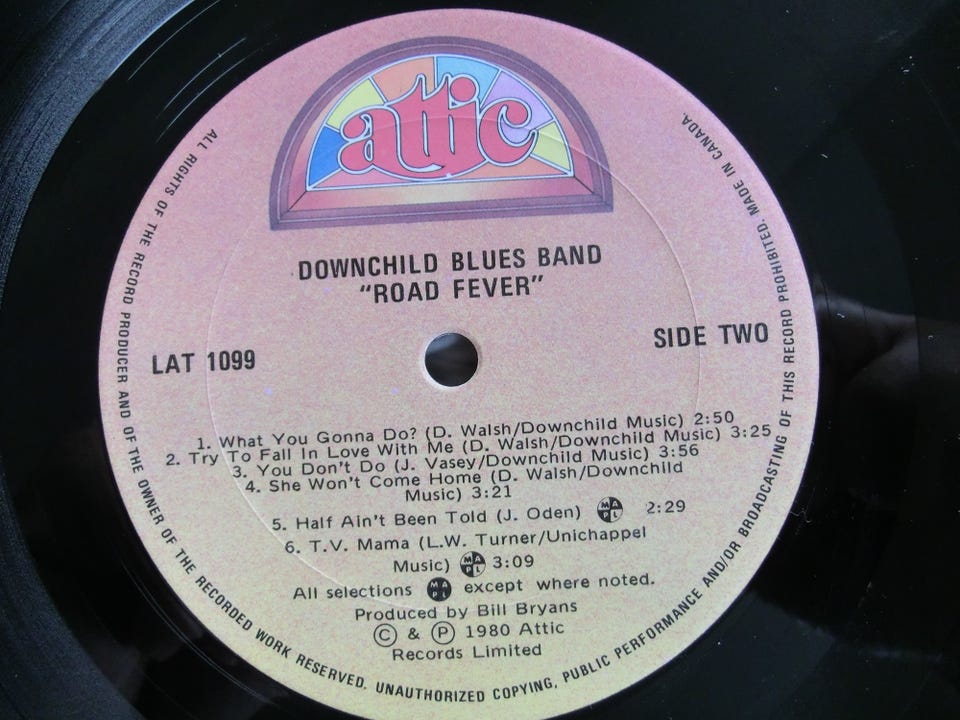 attic
DOWNCHILD BLUES BAND
"ROAD FEVER"
LAT 1099
SIDE TWO
1. What You Gonna Do? (D. Walsh/Downchild Music) 2:50
2. Try To Fall In Love With Me (D. Walsh/Downchild Music) 3:25
3. You Don't Do (J. Vasey/Downchild Music) 3:56
4. She Won't Come Home (D. Walsh/Downchild
Music) 3:21
5. Half Ain't Been Told (J. Oden) MAPL 2:29
6. T.V. Mama (L.W. Turner/Unichappel
Music) MAPL 3:09
All selections MAPL except where noted.
Produced by Bill Bryans
© & ℗ 1980 Attic
Records Limited
ALL RIGHTS OF THE RECORD PRODUCER AND OF THE OWNER OF THE RECORDED WORK RESERVED. UNAUTHORIZED COPYING, PUBLIC PERFORMANCE AND/OR BROADCASTING OF THIS RECORD PROHIBITED. MADE IN CANADA.